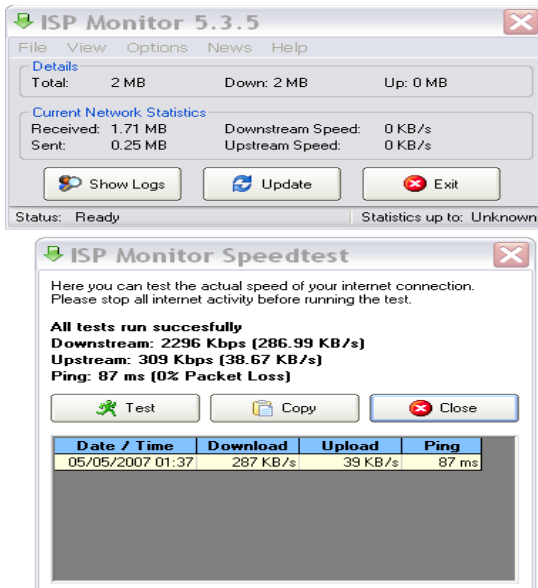 ISP Monitor 5.3.5
File View Options News Help
Details
Total: 2 MB Down: 2 MB Up: 0 MB
Current Network Statistics
Received: 1.71 MB Downstream Speed: 0 KB/s
Sent: 0.25 MB Upstream Speed: 0 KB/s
Show Logs Update Exit
Status: Ready Statistics up to: Unknown
ISP Monitor Speedtest
Here you can test the actual speed of your internet connection.
Please stop all internet activity before running the test.
All tests run succesfully
Downstream: 2296 Kbps (286.99 KB/s)
Upstream: 309 Kbps (38.67 KB/s)
Ping: 87 ms (0% Packet Loss)
Test Copy Close
Date / Time Download Upload Ping
05/05/2007 01:37 287 KB/s 39 KB/s 87 ms